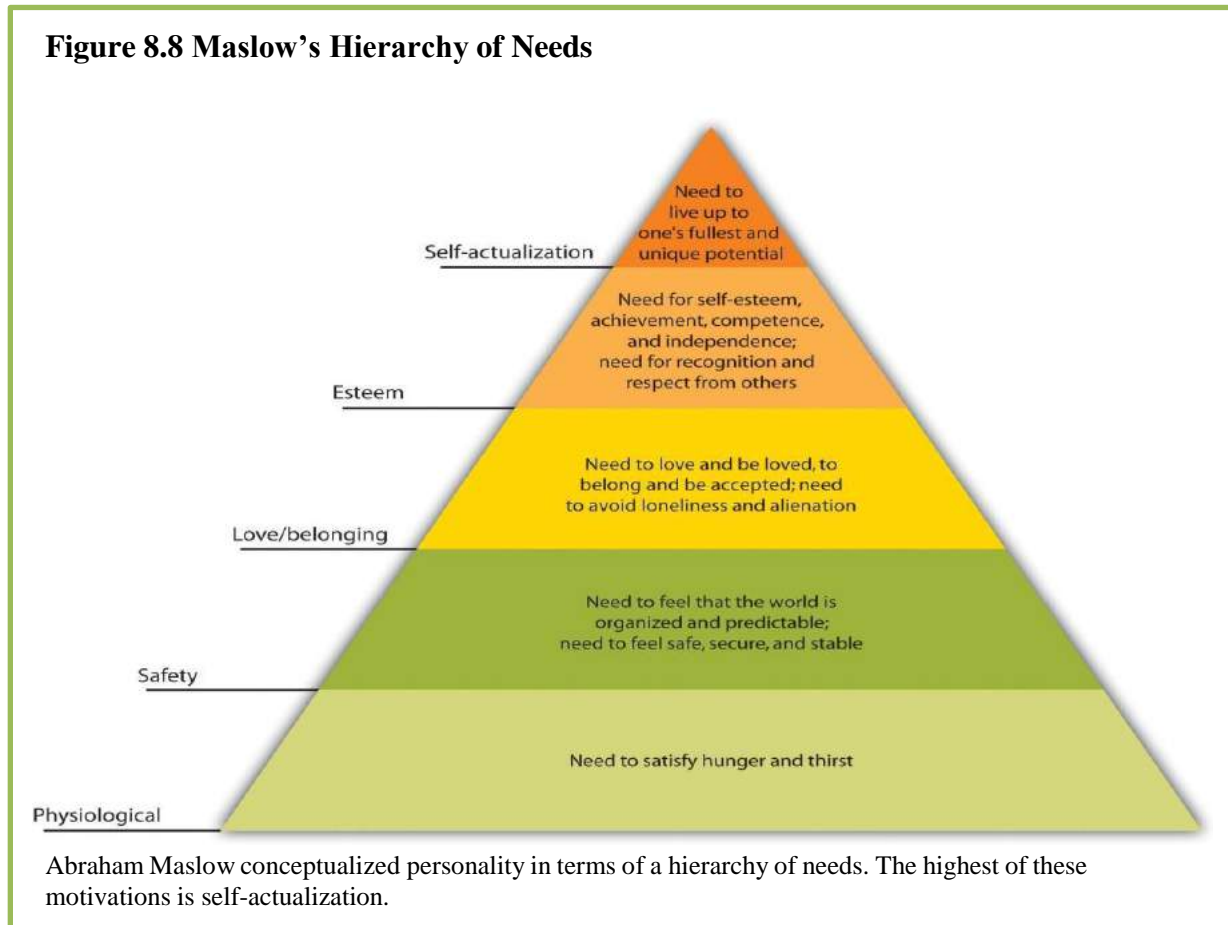 Figure 8.8 Maslow’s Hierarchy of Needs
Need to
live up to
one's fullest and
unique potential
Self-actualization
Need for self-esteem,
achievement, competence,
and independence;
need for recognition and
respect from others
Esteem
Need to love and be loved, to
belong and be accepted; need
to avoid loneliness and alienation
Love/belonging
Need to feel that the world is
organized and predictable;
need to feel safe, secure, and stable
Safety
Need to satisfy hunger and thirst
Physiological
Abraham Maslow conceptualized personality in terms of a hierarchy of needs. The highest of these
motivations is self-actualization.